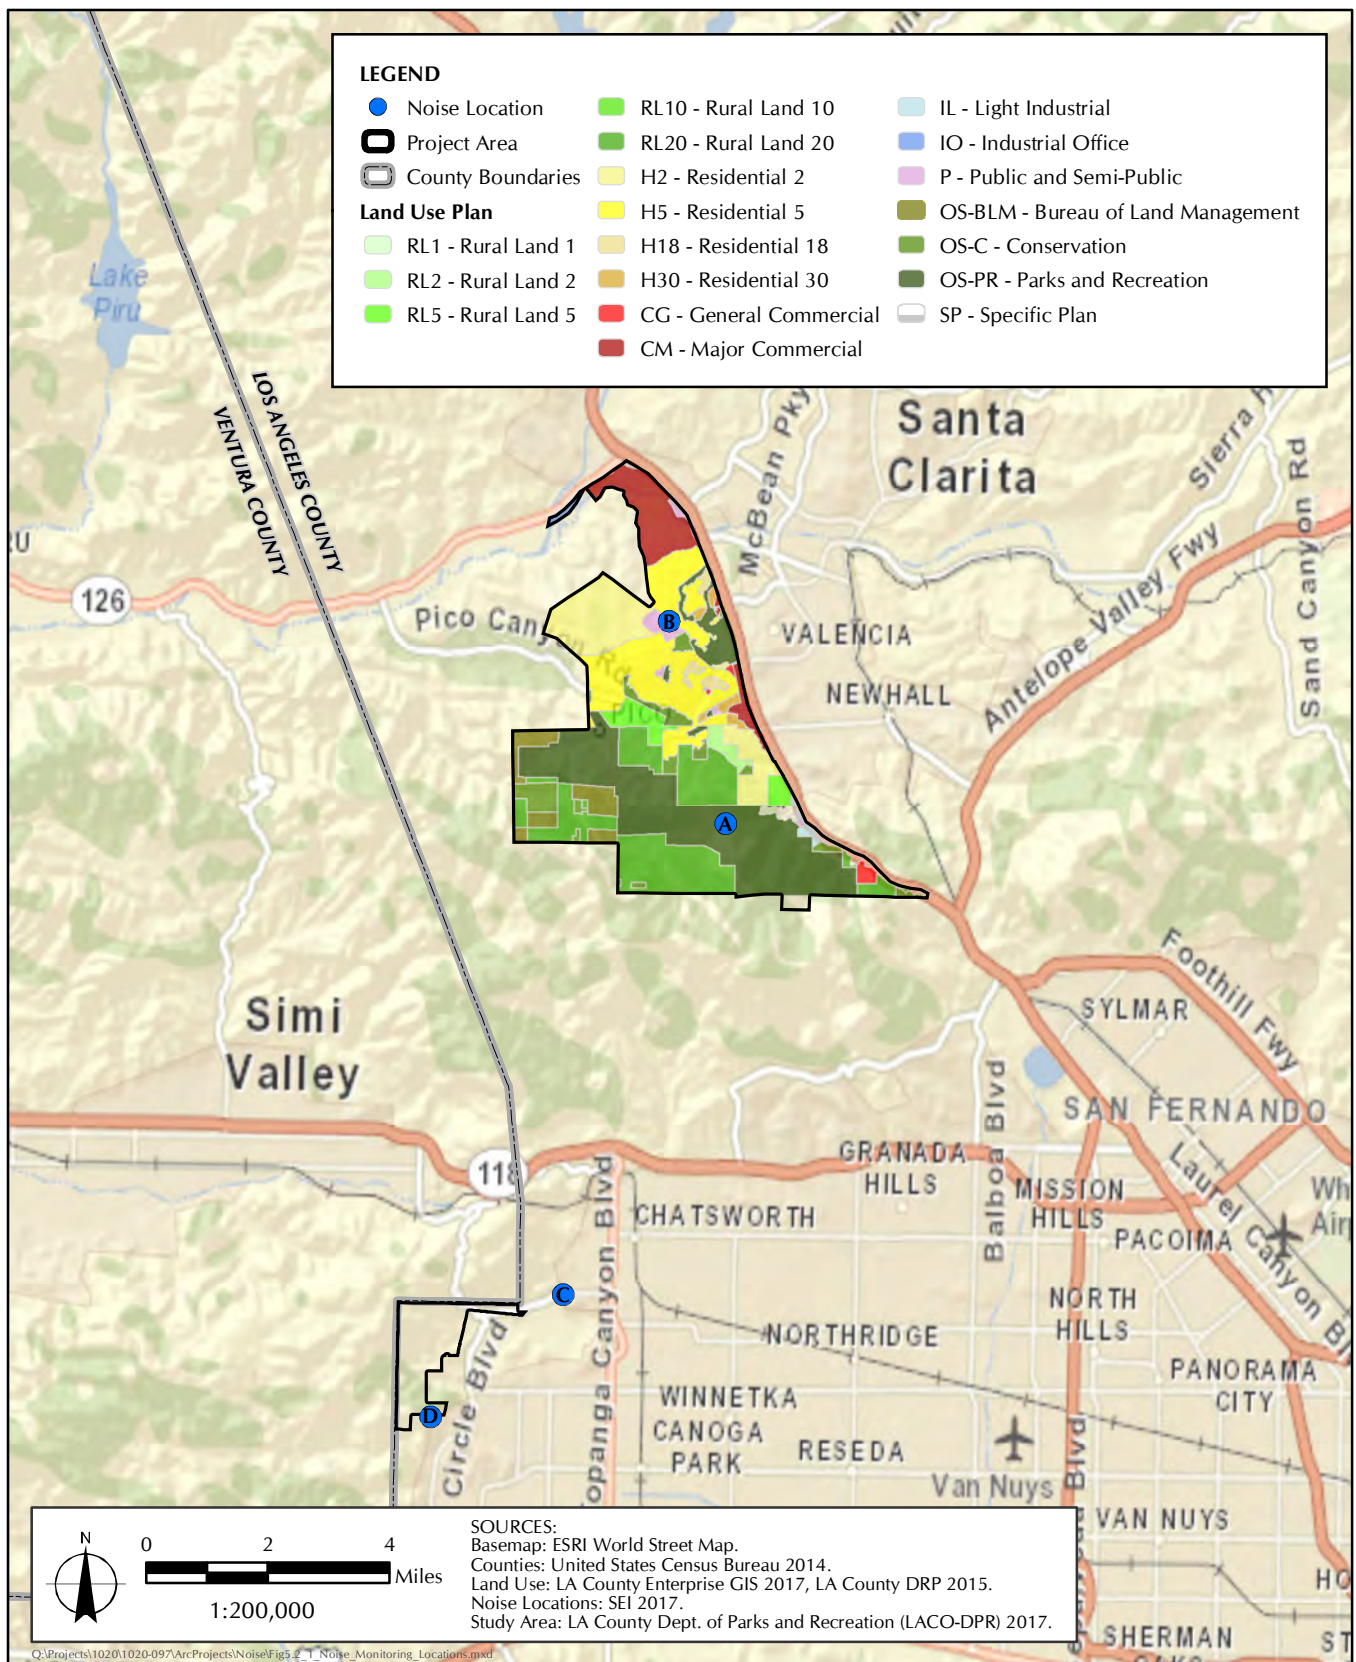 LEGEND
Noise Location
Project Area
County Boundaries
Land Use Plan
RL1 - Rural Land 1
RL2 - Rural Land 2
RL5 - Rural Land 5
RL10 - Rural Land 10
RL20 - Rural Land 20
H2 - Residential 2
H5 - Residential 5
H18 - Residential 18
H30 - Residential 30
CG - General Commercial
CM - Major Commercial
IL - Light Industrial
IO - Industrial Office
P - Public and Semi-Public
OS-BLM - Bureau of Land Management
OS-C - Conservation
OS-PR - Parks and Recreation
SP - Specific Plan
Lake
Piru
LOS ANGELES COUNTY
VENTURA COUNTY
Santa
Clarita
McBean Pky
Sierra H
Sand Canyon Rd
Antelope Valley Fwy
RU
126
Pico Canyon Rd
B
VALENCIA
NEWHALL
PICO
A
Simi
Valley
Foothill Fwy
SYLMAR
SAN FERNANDO
Balboa Blvd
118
GRANADA
HILLS
MISSION
HILLS
Laurel Canyon Bl
Wh
Air
PACOIMA
CHATSWORTH
Topanga Canyon Blvd
C
NORTH
HILLS
NORTHRIDGE
PANORAMA
CITY
WINNETKA
CANOGA
PARK
RESEDA
D
Circle Blvd
Van Nuys
VAN NUYS
Blvd
HO
SHERMAN
OAKS
ST
N
0 2 4
Miles
1:200,000
SOURCES:
Basemap: ESRI World Street Map.
Counties: United States Census Bureau 2014.
Land Use: LA County Enterprise GIS 2017, LA County DRP 2015.
Noise Locations: SEI 2017.
Study Area: LA County Dept. of Parks and Recreation (LACO-DPR) 2017.
Q:\Projects\1020\1020-097\ArcProjects\Noise\Fig5.2_1_Noise_Monitoring_Locations.mxd